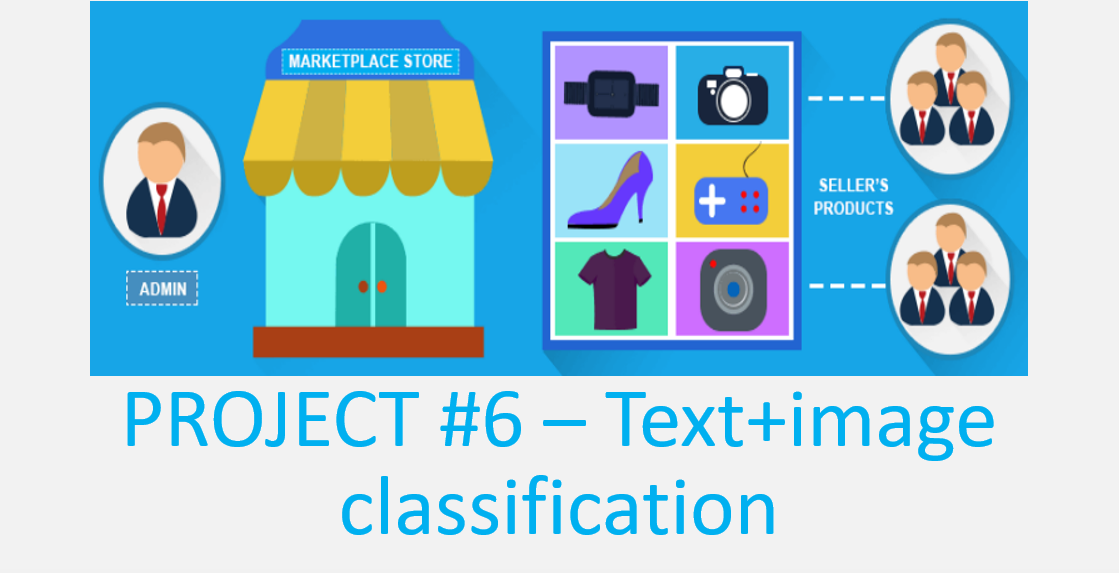 MARKETPLACE STORE
ADMIN
SELLER'S
PRODUCTS
PROJECT #6 – Text+image
classification